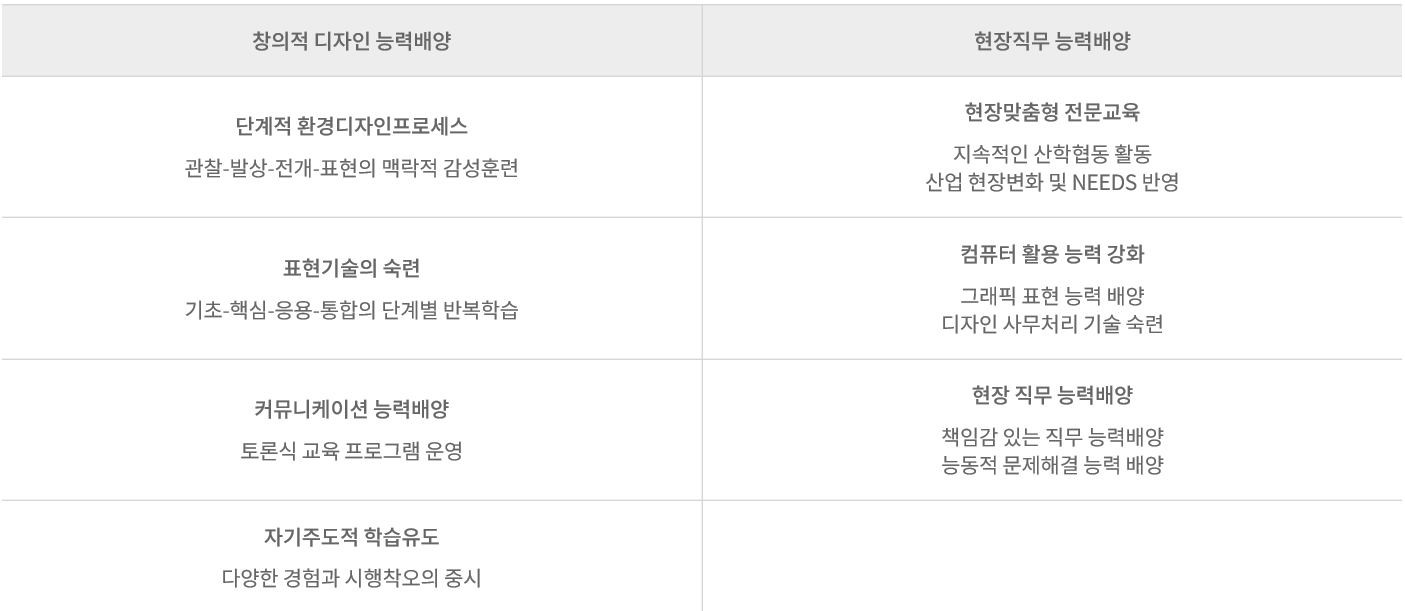 창의적 디자인 능력배양
현장직무 능력배양
단계적 환경디자인프로세스
관찰-발상-전개-표현의 맥락적 감성훈련
현장맞춤형 전문교육
지속적인 산학협동 활동
산업 현장변화 및 NEEDS 반영
표현기술의 숙련
기초-핵심-응용-통합의 단계별 반복학습
컴퓨터 활용 능력 강화
그래픽 표현 능력 배양
디자인 사무처리 기술 숙련
커뮤니케이션 능력배양
토론식 교육 프로그램 운영
현장 직무 능력배양
책임감 있는 직무 능력배양
능동적 문제해결 능력 배양
자기주도적 학습유도
다양한 경험과 시행착오의 중시